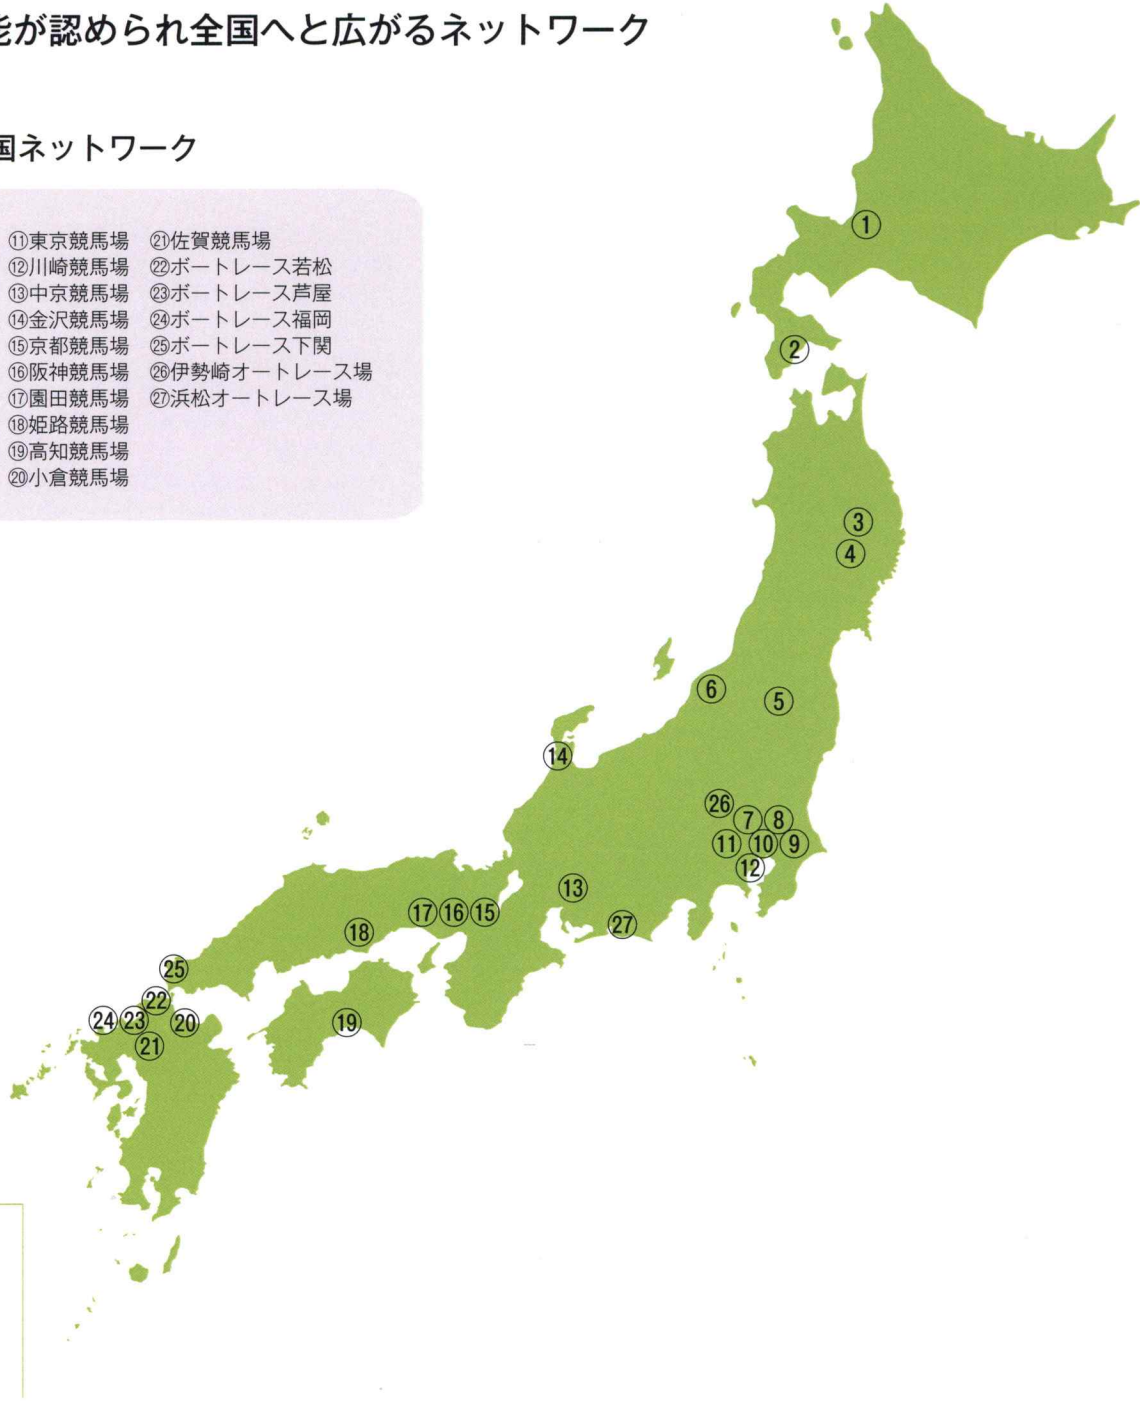 能が認められ全国へと広がるネットワーク
国ネットワーク
⑪東京競馬場
⑫川崎競馬場
⑬中京競馬場
⑭金沢競馬場
⑮京都競馬場
⑯阪神競馬場
⑰園田競馬場
⑱姫路競馬場
⑲高知競馬場
⑳小倉競馬場
㉑佐賀競馬場
㉒ボートレース若松
㉓ボートレース芦屋
㉔ボートレース福岡
㉕ボートレース下関
㉖伊勢崎オートレース場
㉗浜松オートレース場
①
②
③
④
⑥
⑤
⑭
㉖
⑦
⑧
⑪
⑩
⑨
⑫
⑬
⑰
⑯
⑮
㉗
⑱
㉕
㉒
㉔
㉓
⑳
⑲
㉑